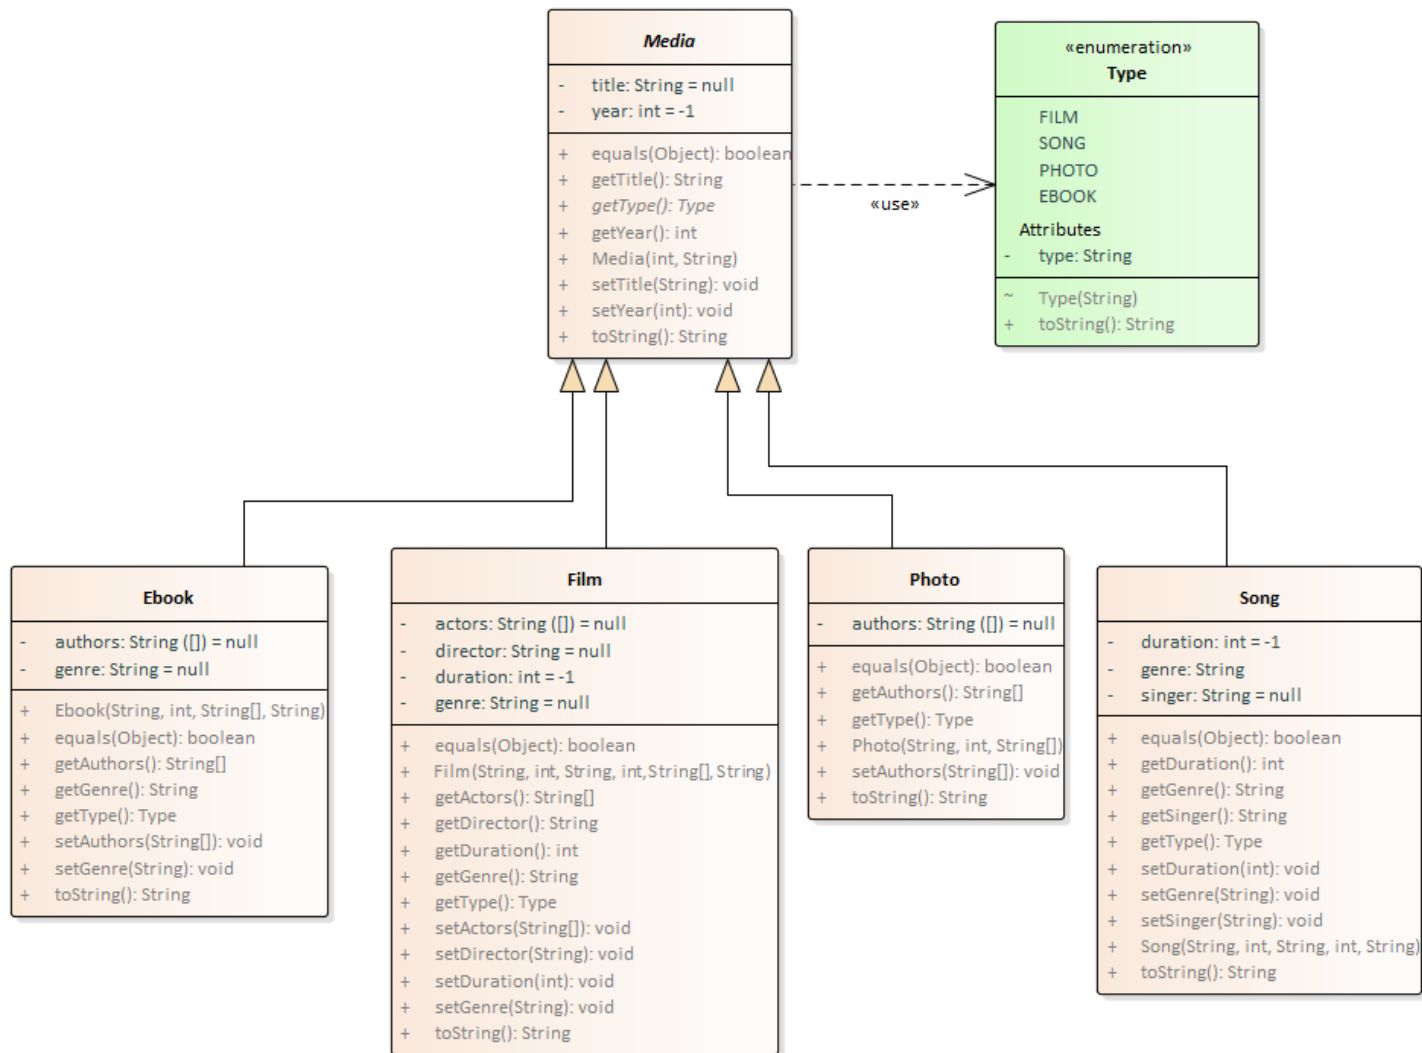 Media
- title: String = null
- year: int = -1
+ equals(Object): boolean
+ getTitle(): String
+ getType(): Type
+ getYear(): int
+ Media(int, String)
+ setTitle(String): void
+ setYear(int): void
+ toString(): String
«use»
«enumeration»
Type
FILM
SONG
PHOTO
EBOOK
Attributes
- type: String
~ Type(String)
+ toString(): String
Ebook
- authors: String ([]) = null
- genre: String = null
+ Ebook(String, int, String[], String)
+ equals(Object): boolean
+ getAuthors(): String[]
+ getGenre(): String
+ getType(): Type
+ setAuthors(String[]): void
+ setGenre(String): void
+ toString(): String
Film
- actors: String ([]) = null
- director: String = null
- duration: int = -1
- genre: String = null
+ equals(Object): boolean
+ Film(String, int, String, int,String[], String)
+ getActors(): String[]
+ getDirector(): String
+ getDuration(): int
+ getGenre(): String
+ getType(): Type
+ setActors(String[]): void
+ setDirector(String): void
+ setDuration(int): void
+ setGenre(String): void
+ toString(): String
Photo
- authors: String ([]) = null
+ equals(Object): boolean
+ getAuthors(): String[]
+ getType(): Type
+ Photo(String, int, String[])
+ setAuthors(String[]): void
+ toString(): String
Song
- duration: int = -1
- genre: String
- singer: String = null
+ equals(Object): boolean
+ getDuration(): int
+ getGenre(): String
+ getSinger(): String
+ getType(): Type
+ setDuration(int): void
+ setGenre(String): void
+ setSinger(String): void
+ Song(String, int, String, int, String)
+ toString(): String